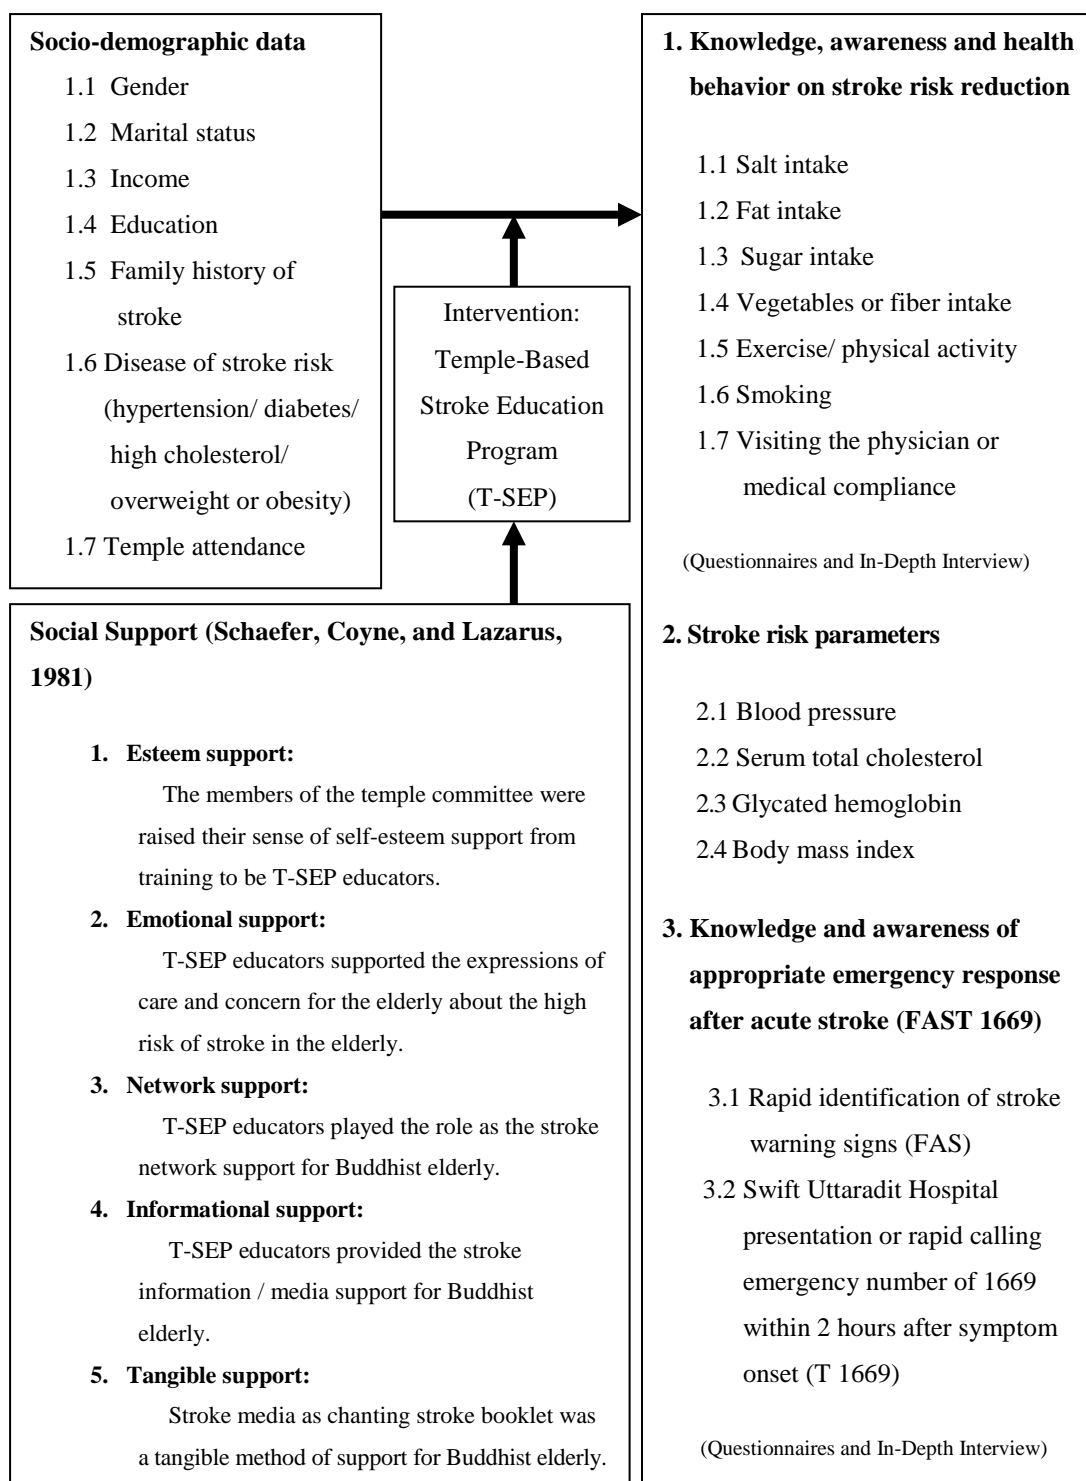 Socio-demographic data
1.1 Gender
1.2 Marital status
1.3 Income
1.4 Education
1.5 Family history of
stroke
1.6 Disease of stroke risk
(hypertension/ diabetes/
high cholesterol/
overweight or obesity)
1.7 Temple attendance
Intervention:
Temple-Based
Stroke Education
Program
(T-SEP)
Social Support (Schaefer, Coyne, and Lazarus,
1981)
1. Esteem support:
The members of the temple committee were
raised their sense of self-esteem support from
training to be T-SEP educators.
2. Emotional support:
T-SEP educators supported the expressions of
care and concern for the elderly about the high
risk of stroke in the elderly.
3. Network support:
T-SEP educators played the role as the stroke
network support for Buddhist elderly.
4. Informational support:
T-SEP educators provided the stroke
information / media support for Buddhist
elderly.
5. Tangible support:
Stroke media as chanting stroke booklet was
a tangible method of support for Buddhist elderly.
1. Knowledge, awareness and health
behavior on stroke risk reduction
1.1 Salt intake
1.2 Fat intake
1.3 Sugar intake
1.4 Vegetables or fiber intake
1.5 Exercise/ physical activity
1.6 Smoking
1.7 Visiting the physician or
medical compliance
(Questionnaires and In-Depth Interview)
2. Stroke risk parameters
2.1 Blood pressure
2.2 Serum total cholesterol
2.3 Glycated hemoglobin
2.4 Body mass index
3. Knowledge and awareness of
appropriate emergency response
after acute stroke (FAST 1669)
3.1 Rapid identification of stroke
warning signs (FAS)
3.2 Swift Uttaradit Hospital
presentation or rapid calling
emergency number of 1669
within 2 hours after symptom
onset (T 1669)
(Questionnaires and In-Depth Interview)